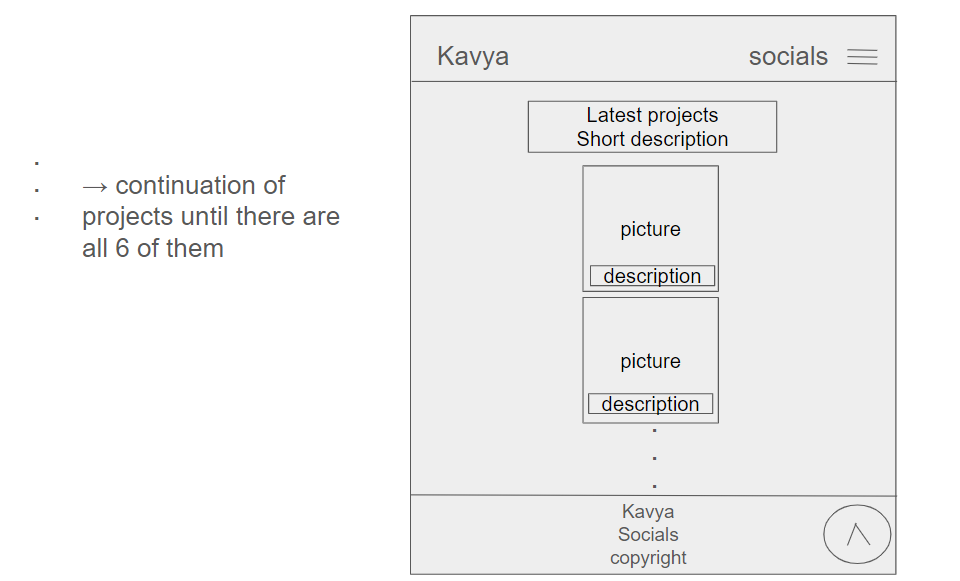 → continuation of
projects until there are
all 6 of them
Kavya
socials
Latest projects
Short description
picture
description
picture
description
Kavya
Socials
copyright